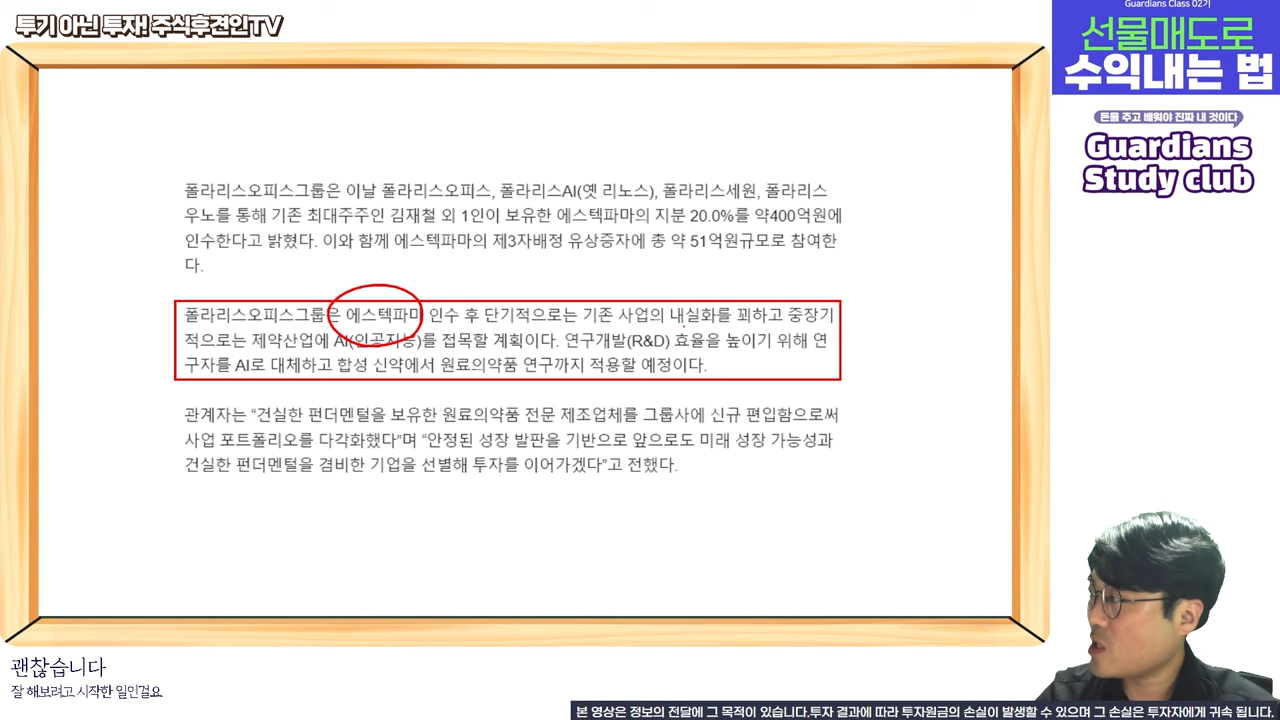 투기 아닌 투자! 주식후견인TV
Guardians Class 02기
선물매도로
수익내는 법
돈을 주고 배워야 진짜 내 것이다
Guardians
Study club
폴라리스오피스그룹은 이날 폴라리스오피스, 폴라리스AI(옛 리노스), 폴라리스세원, 폴라리스
우노를 통해 기존 최대주주인 김재철 외 1인이 보유한 에스텍파마의 지분 20.0%를 약400억원에
인수한다고 밝혔다. 이와 함께 에스텍파마의 제3자배정 유상증자에 총 약 51억원규모로 참여한
다.
폴라리스오피스그룹은 에스텍파마 인수 후 단기적으로는 기존 사업의 내실화를 꾀하고 중장기
적으로는 제약산업에 AI(인공지능)를 접목할 계획이다. 연구개발(R&D) 효율을 높이기 위해 연
구자를 AI로 대체하고 합성 신약에서 원료의약품 연구까지 적용할 예정이다.
관계자는 “건실한 펀더멘털을 보유한 원료의약품 전문 제조업체를 그룹사에 신규 편입함으로써
사업 포트폴리오를 다각화했다”며 “안정된 성장 발판을 기반으로 앞으로도 미래 성장 가능성과
건실한 펀더멘털을 겸비한 기업을 선별해 투자를 이어가겠다”고 전했다.
괜찮습니다
잘 해보려고 시작한 일인걸요
본 영상은 정보의 전달에 그 목적이 있습니다.투자 결과에 따라 투자원금의 손실이 발생할 수 있으며 그 손실은 투자자에게 귀속 됩니다.